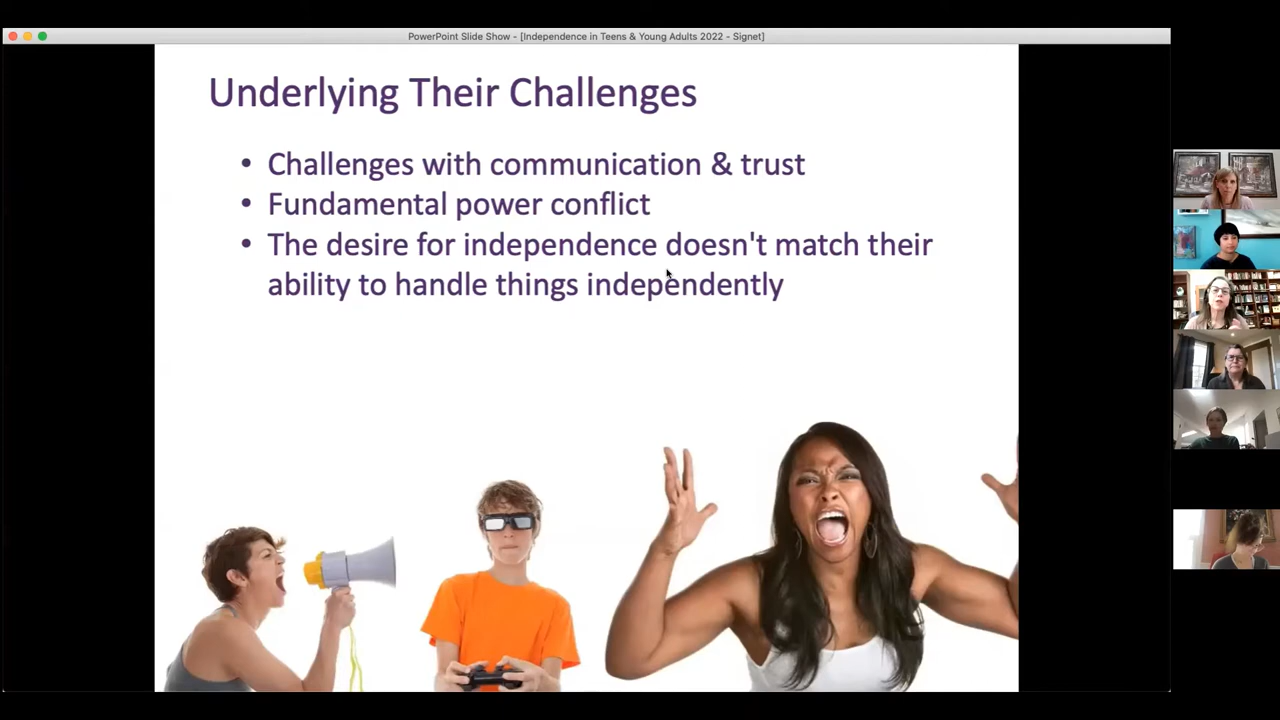 PowerPoint Slide Show - [Independence in Teens & Young Adults 2022 - Signet]
Underlying Their Challenges
• Challenges with communication & trust
• Fundamental power conflict
• The desire for independence doesn't match their
ability to handle things independently